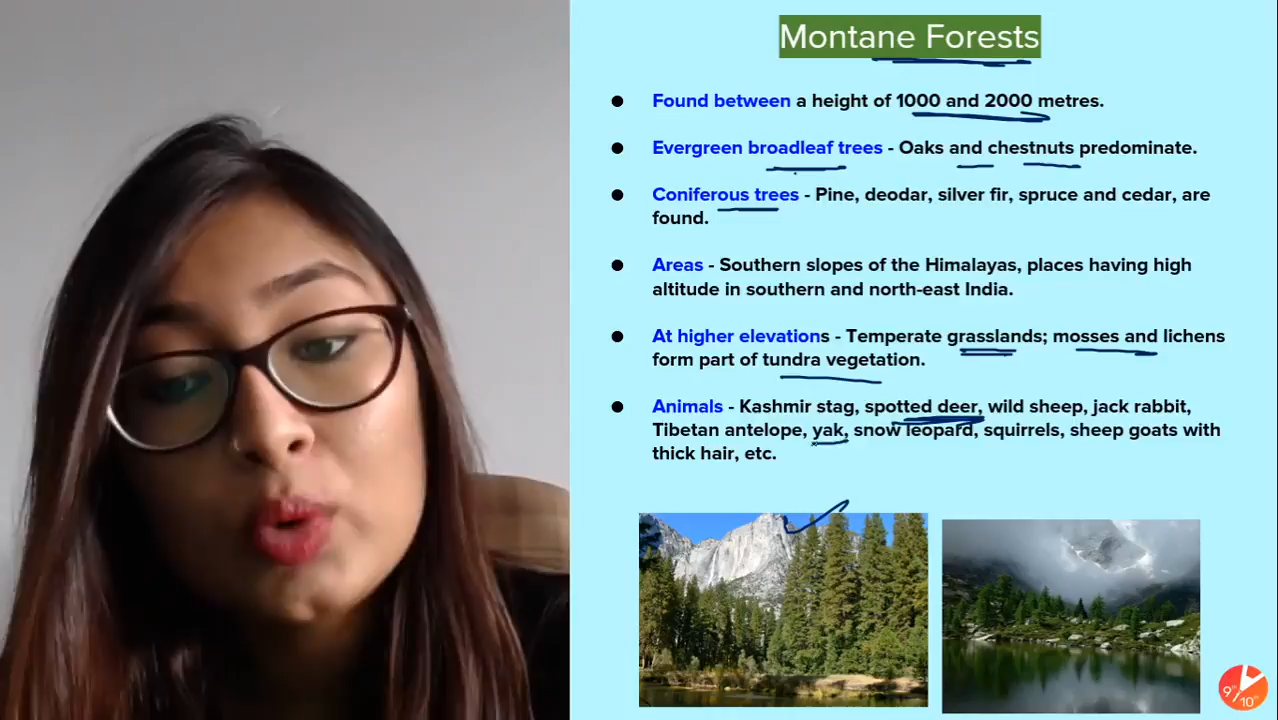 Montane Forests
● Found between a height of 1000 and 2000 metres.
● Evergreen broadleaf trees - Oaks and chestnuts predominate.
● Coniferous trees - Pine, deodar, silver fir, spruce and cedar, are
found.
● Areas - Southern slopes of the Himalayas, places having high
altitude in southern and north-east India.
● At higher elevations - Temperate grasslands; mosses and lichens
form part of tundra vegetation.
● Animals - Kashmir stag, spotted deer, wild sheep, jack rabbit,
Tibetan antelope, yak, snow leopard, squirrels, sheep goats with
thick hair, etc.
9th/10th